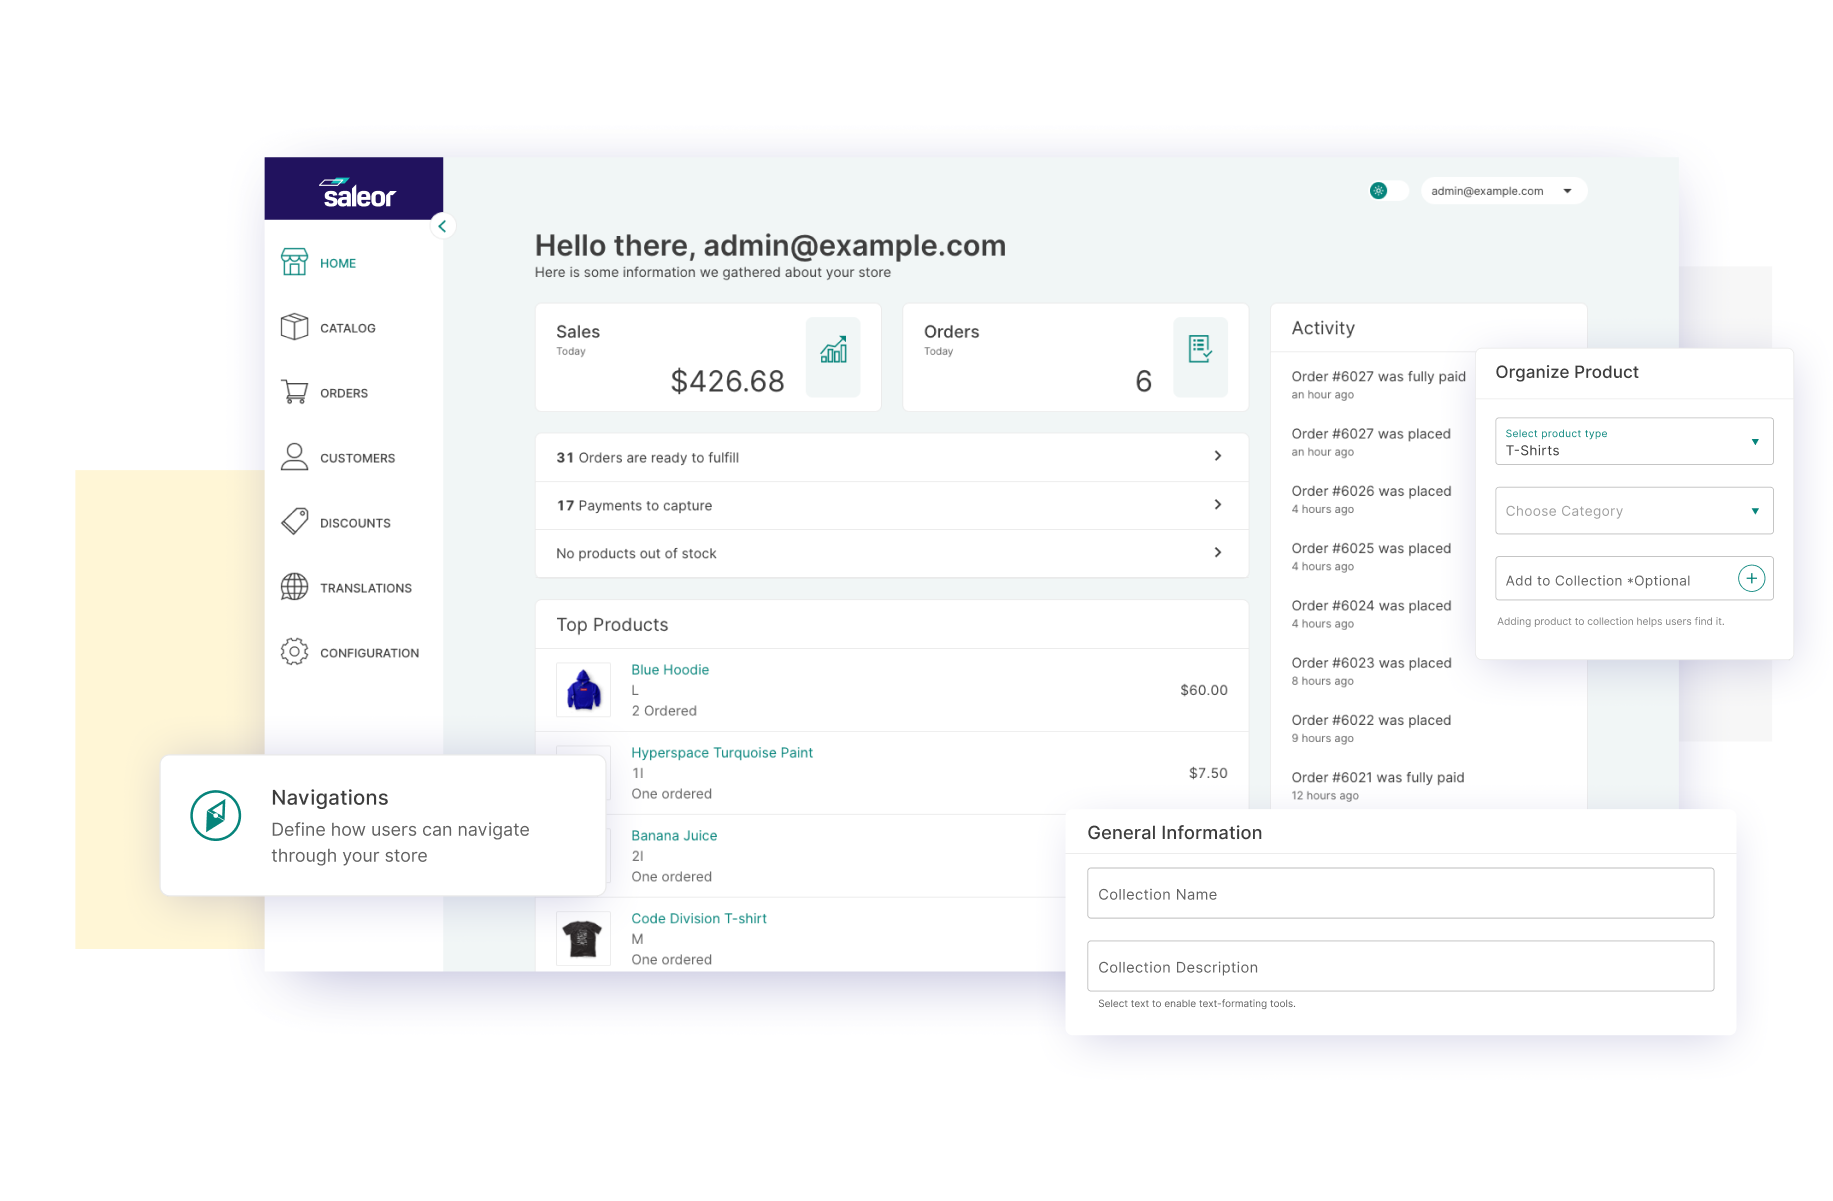 saleor
admin@example.com
HOME
CATALOG
ORDERS
CUSTOMERS
DISCOUNTS
TRANSLATIONS
CONFIGURATION
Hello there, admin@example.com
Here is some information we gathered about your store
Sales
Today
$426.68
Orders
Today
6
31 Orders are ready to fulfill
17 Payments to capture
No products out of stock
Top Products
Blue Hoodie
L
2 Ordered
$60.00
Hyperspace Turquoise Paint
1l
One ordered
$7.50
Banana Juice
2l
One ordered
Code Division T-shirt
M
One ordered
Activity
Order #6027 was fully paid
an hour ago
Order #6027 was placed
an hour ago
Order #6026 was placed
4 hours ago
Order #6025 was placed
4 hours ago
Order #6024 was placed
4 hours ago
Order #6023 was placed
8 hours ago
Order #6022 was placed
9 hours ago
Order #6021 was fully paid
12 hours ago
Organize Product
Select product type
T-Shirts
Choose Category
Add to Collection *Optional
Adding product to collection helps users find it.
Navigations
Define how users can navigate
through your store
General Information
Collection Name
Collection Description
Select text to enable text-formating tools.